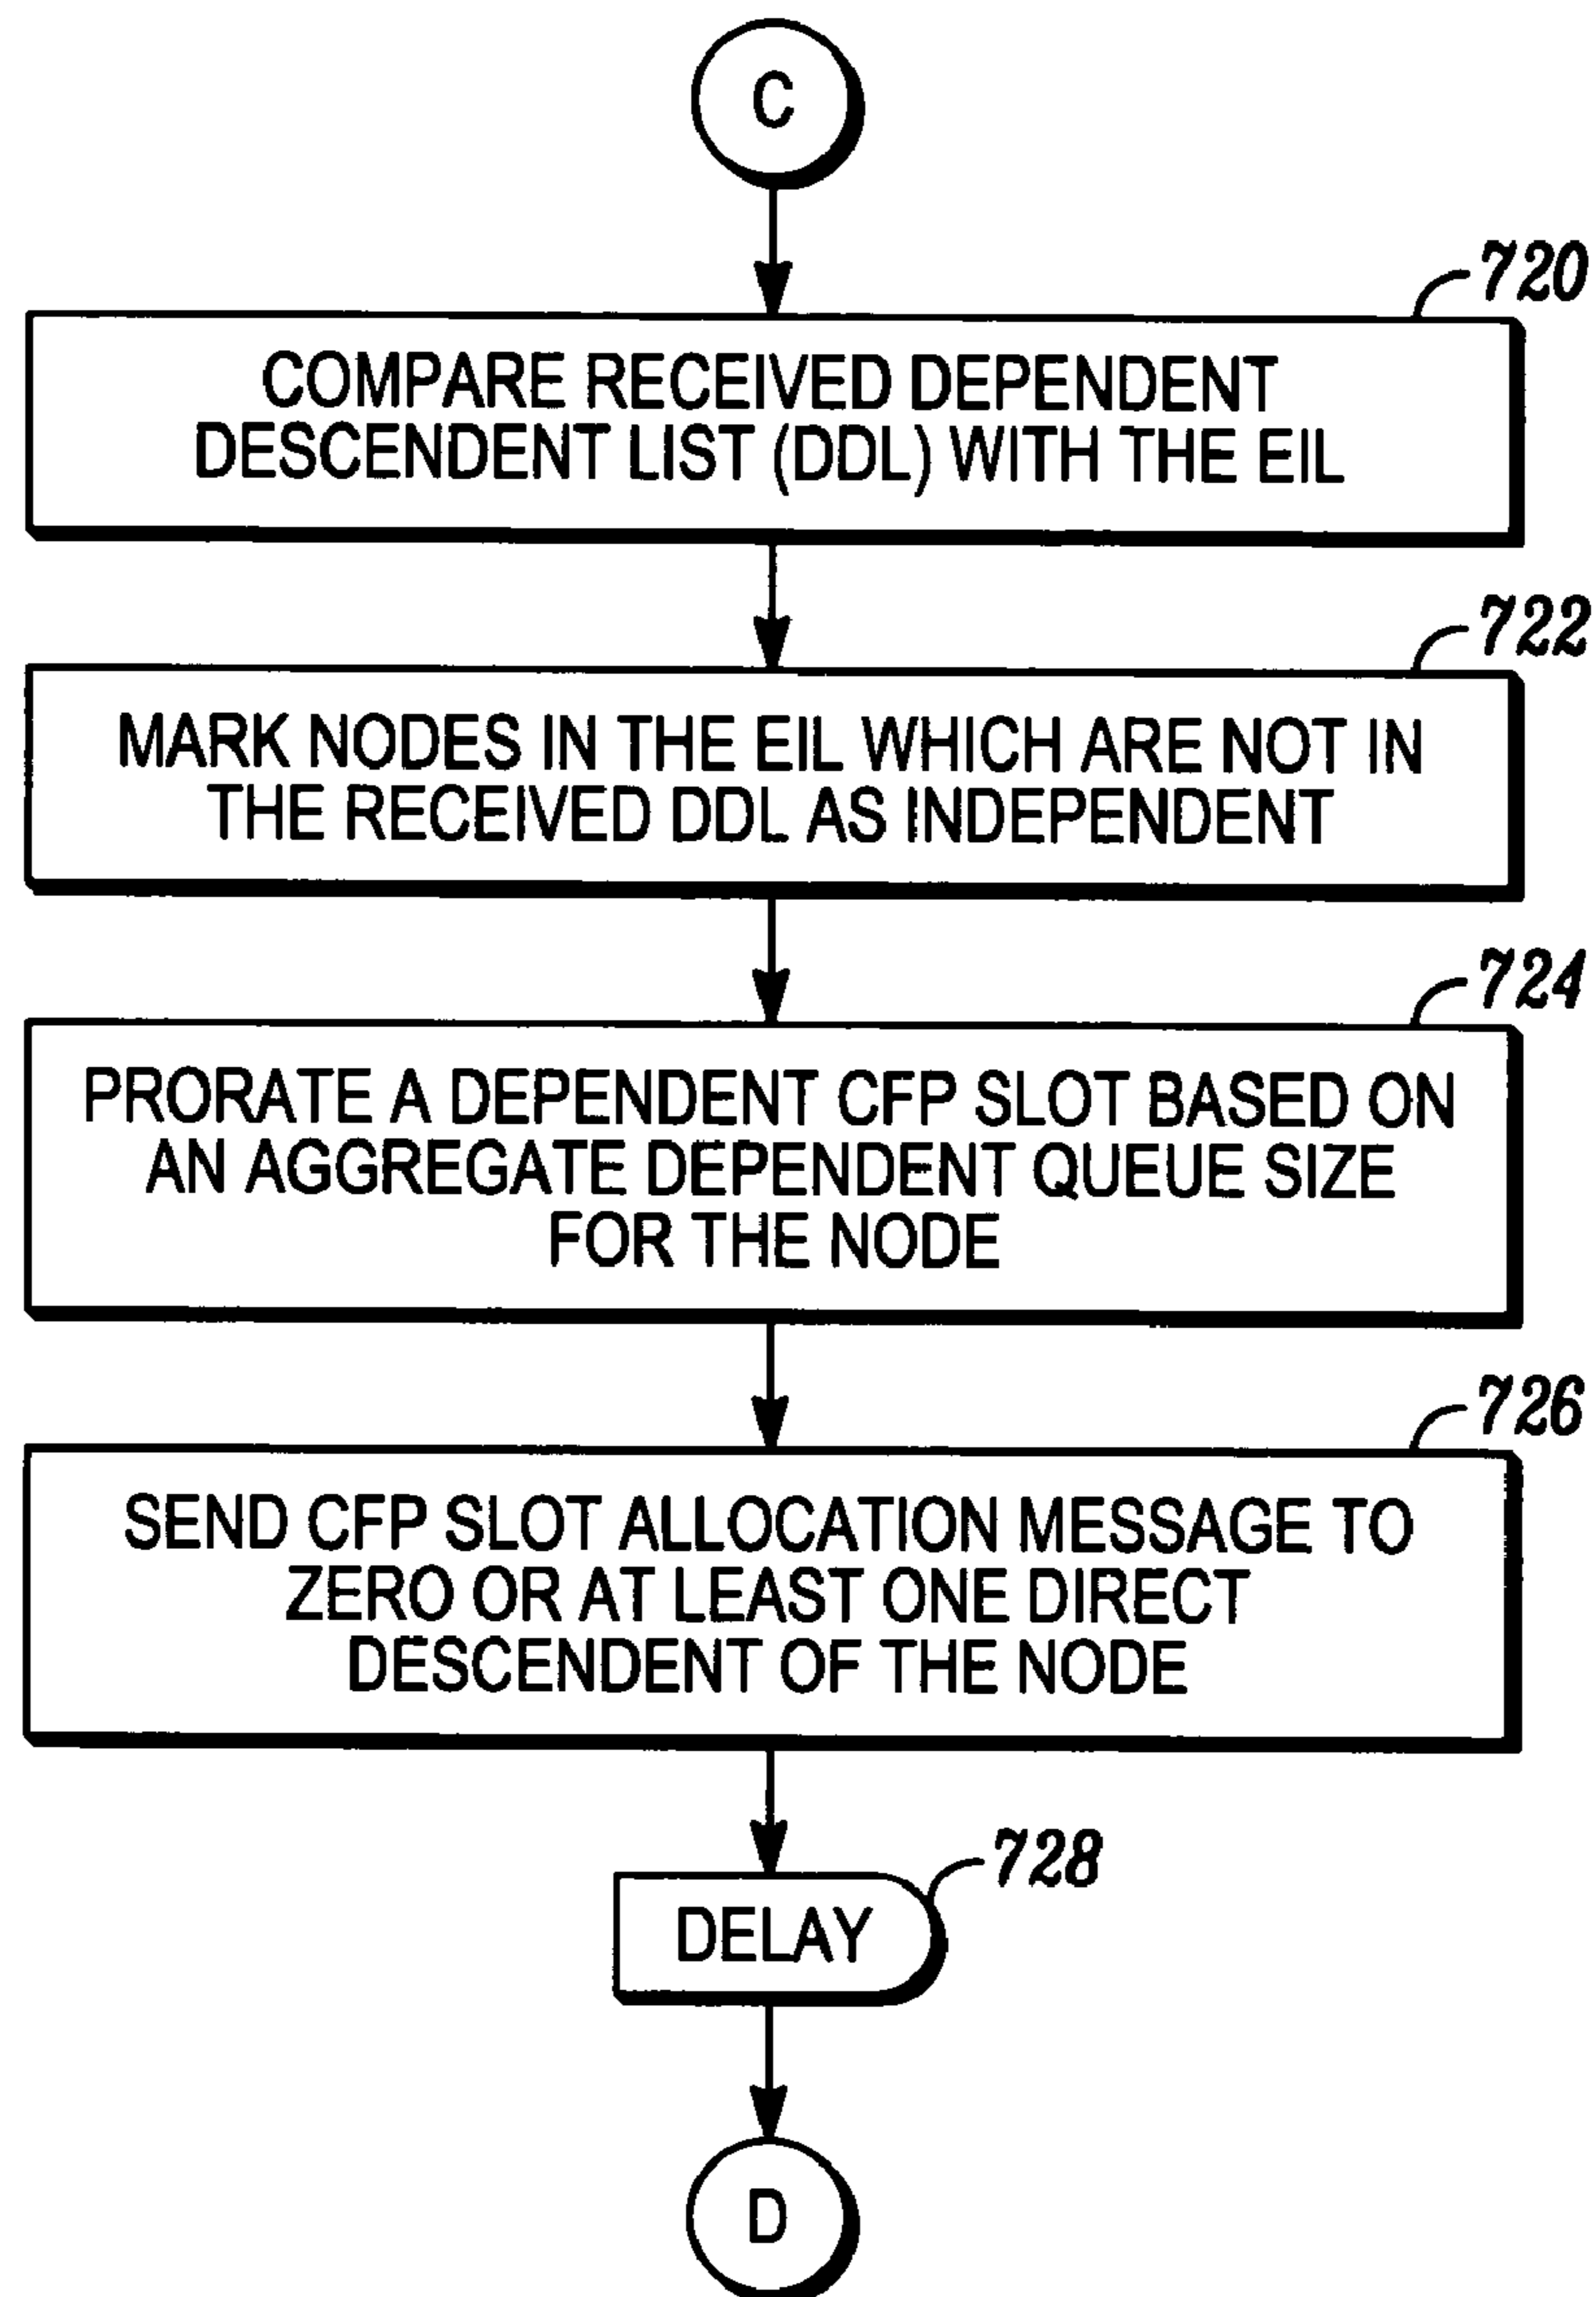 C
720
COMPARE RECEIVED DEPENDENT
DESCENDENT LIST (DDL) WITH THE EIL
722
MARK NODES IN THE EIL WHICH ARE NOT IN
THE RECEIVED DDL AS INDEPENDENT
724
PRORATE A DEPENDENT CFP SLOT BASED ON
AN AGGREGATE DEPENDENT QUEUE SIZE
FOR THE NODE
726
SEND CFP SLOT ALLOCATION MESSAGE TO
ZERO OR AT LEAST ONE DIRECT
DESCENDENT OF THE NODE
728
DELAY
D